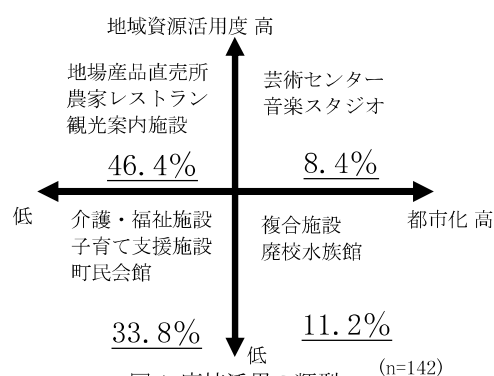 地域資源活用度 高
地場産品直売所
農家レストラン
観光案内施設
46.4%
芸術センター
音楽スタジオ
8.4%
低
都市化 高
介護・福祉施設
子育て支援施設
町民会館
33.8%
複合施設
廃校水族館
11.2%
低
(n=142)